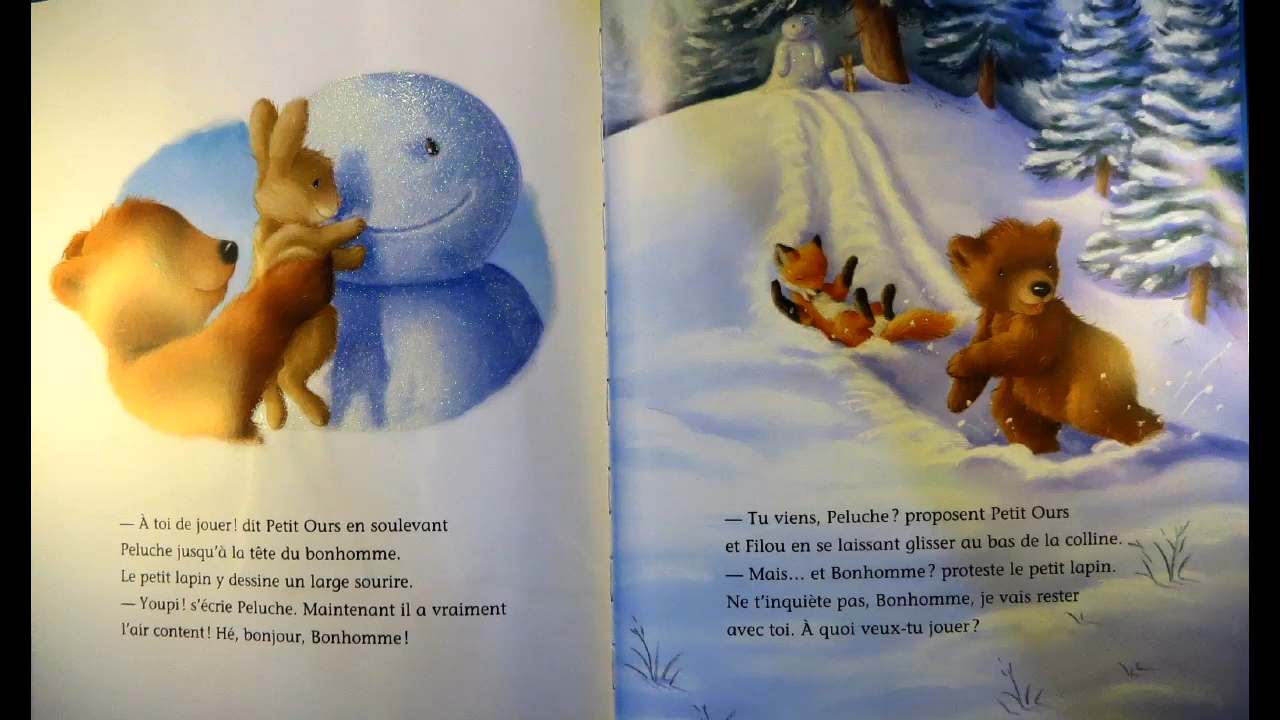 — À toi de jouer! dit Petit Ours en soulevant
Peluche jusqu'à la tête du bonhomme.
Le petit lapin y dessine un large sourire.
— Youpi! s'écrie Peluche. Maintenant il a vraiment
l'air content! Hé, bonjour, Bonhomme!
— Tu viens, Peluche? proposent Petit Ours
et Filou en se laissant glisser au bas de la colline.
— Mais... et Bonhomme? proteste le petit lapin.
Ne t'inquiète pas, Bonhomme, je vais rester
avec toi. À quoi veux-tu jouer?